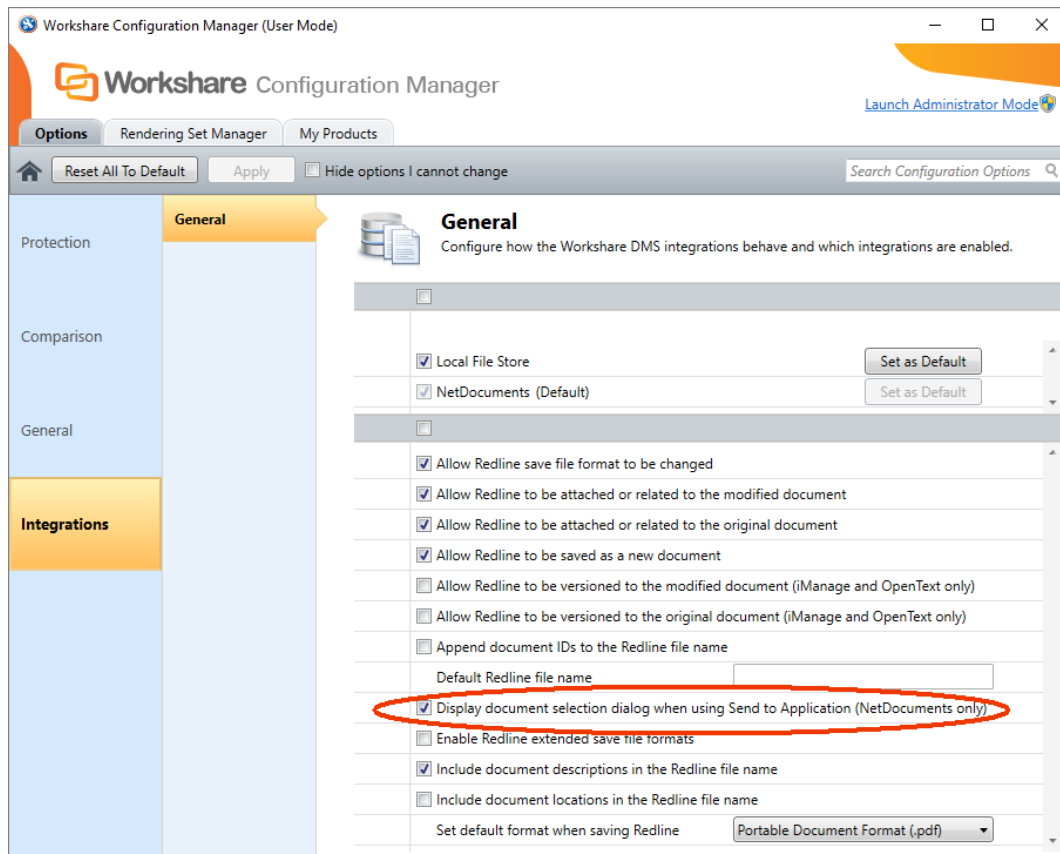 Workshare Configuration Manager (User Mode)
Workshare Configuration Manager
Launch Administrator Mode
Options Rendering Set Manager My Products
Reset All To Default Apply Hide options I cannot change Search Configuration Options
Protection
Comparison
General
Integrations
General
General
Configure how the Workshare DMS integrations behave and which integrations are enabled.
Local File Store Set as Default
NetDocuments (Default) Set as Default
Allow Redline save file format to be changed
Allow Redline to be attached or related to the modified document
Allow Redline to be attached or related to the original document
Allow Redline to be saved as a new document
Allow Redline to be versioned to the modified document (iManage and OpenText only)
Allow Redline to be versioned to the original document (iManage and OpenText only)
Append document IDs to the Redline file name
Default Redline file name
Display document selection dialog when using Send to Application (NetDocuments only)
Enable Redline extended save file formats
Include document descriptions in the Redline file name
Include document locations in the Redline file name
Set default format when saving Redline Portable Document Format (.pdf)